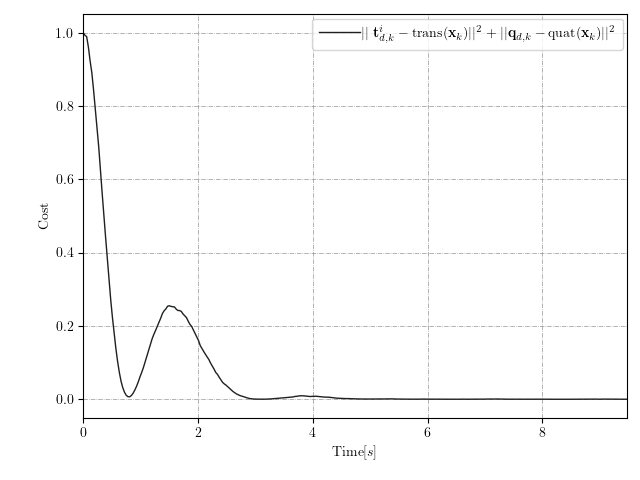 || t^i_{d,k} − trans(x_k)||^2 + ||q_{d,k} − quat(x_k)||^2
1.0
0.8
0.6
0.4
0.2
0.0
Cost
0 2 4 6 8
Time[s]